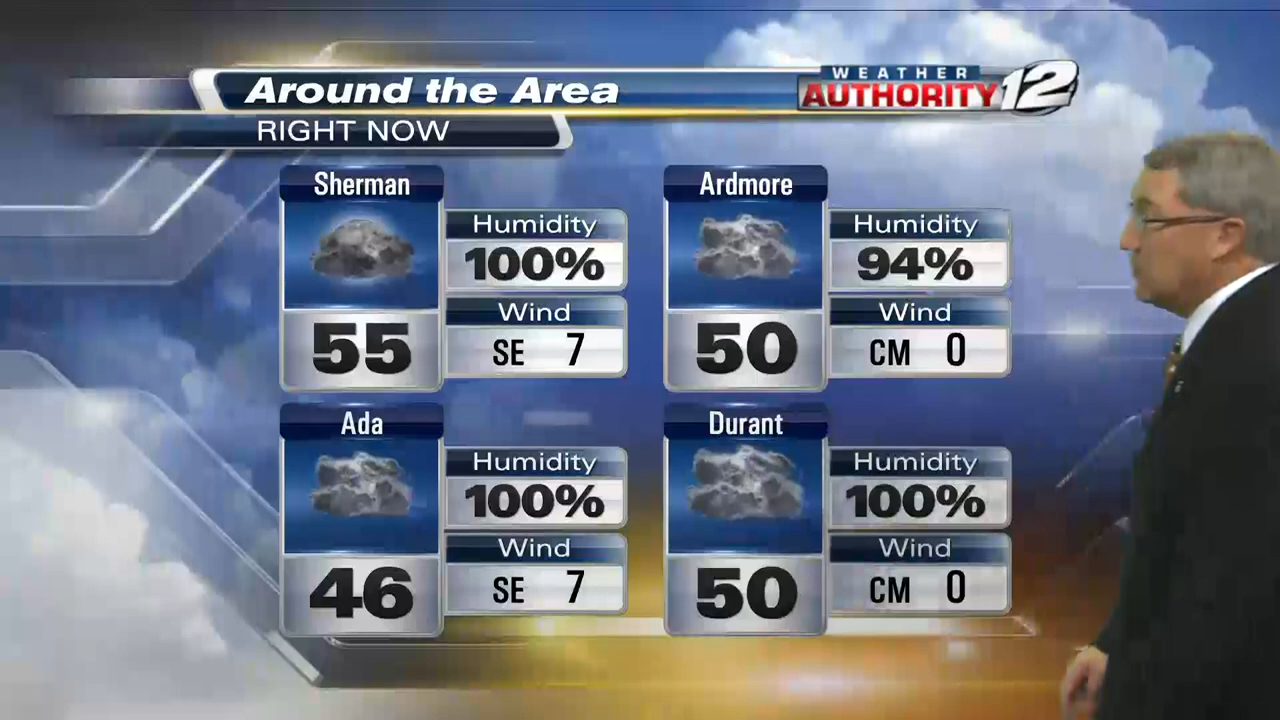 Around the Area
WEATHER
AUTHORITY 12
RIGHT NOW
Sherman
Humidity
100%
Wind
SE 7
55
Ardmore
Humidity
94%
Wind
CM 0
50
Ada
Humidity
100%
Wind
SE 7
46
Durant
Humidity
100%
Wind
CM 0
50